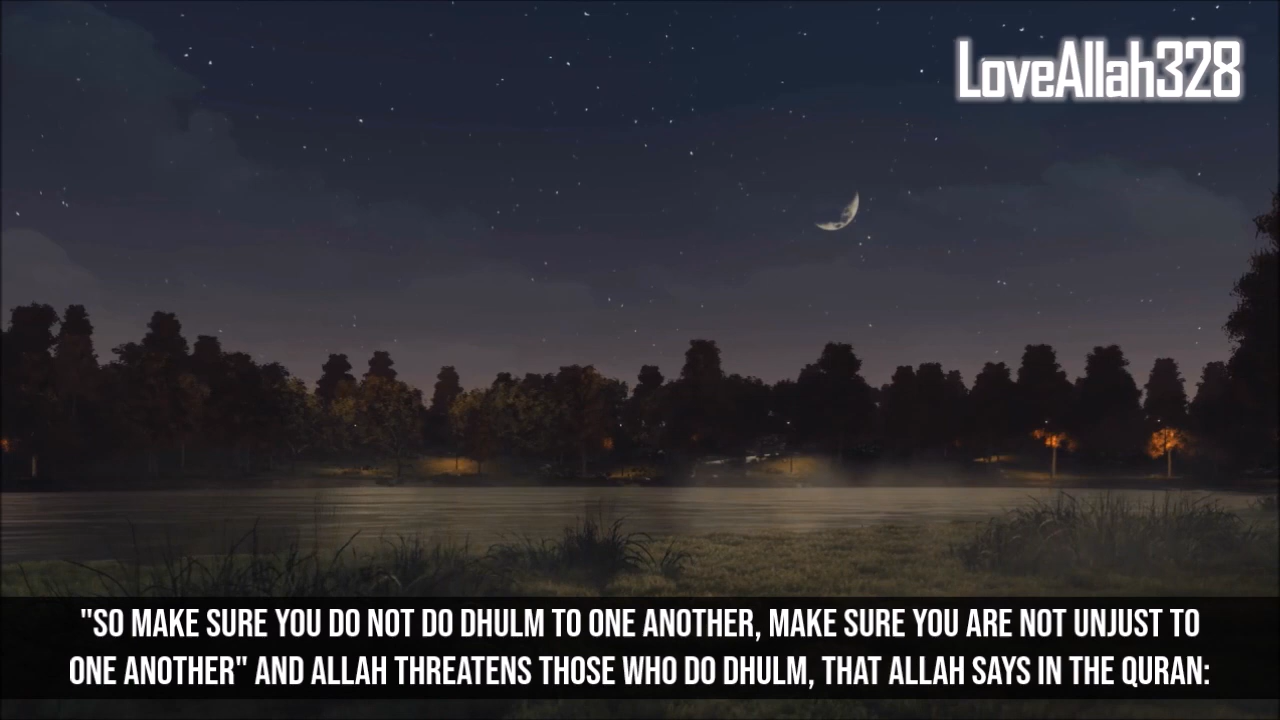 LoveAllah328
"SO MAKE SURE YOU DO NOT DO DHULM TO ONE ANOTHER, MAKE SURE YOU ARE NOT UNJUST TO
ONE ANOTHER" AND ALLAH THREATENS THOSE WHO DO DHULM, THAT ALLAH SAYS IN THE QURAN: